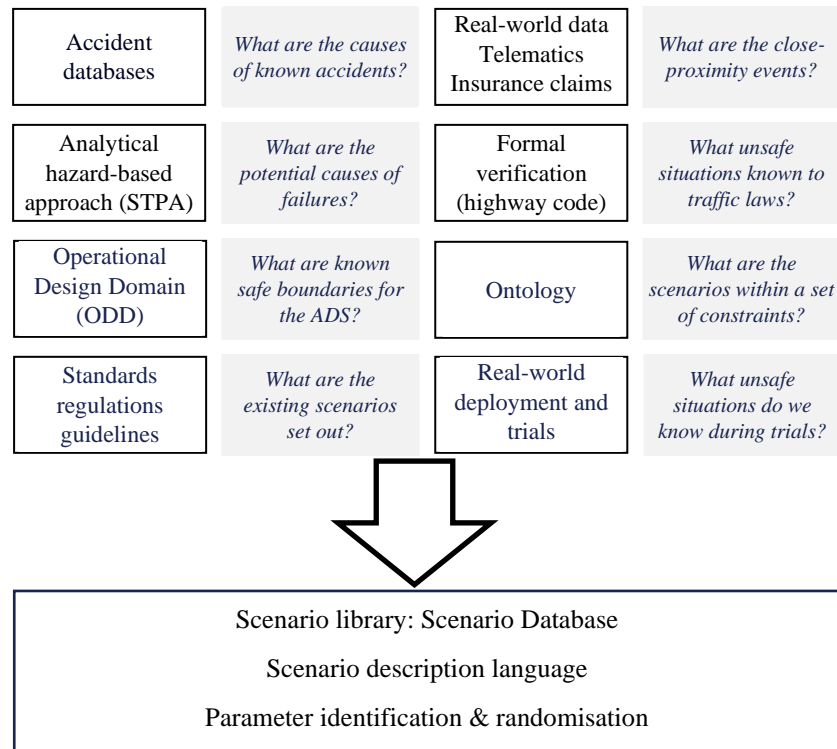 Accident
databases
What are the causes
of known accidents?
Real-world data
Telematics
Insurance claims
What are the close-
proximity events?
Analytical
hazard-based
approach (STPA)
What are the
potential causes of
failures?
Formal
verification
(highway code)
What unsafe
situations known to
traffic laws?
Operational
Design Domain
(ODD)
What are known
safe boundaries for
the ADS?
Ontology
What are the
scenarios within a set
of constraints?
Standards
regulations
guidelines
What are the
existing scenarios
set out?
Real-world
deployment and
trials
What unsafe
situations do we
know during trials?
Scenario library: Scenario Database
Scenario description language
Parameter identification & randomisation